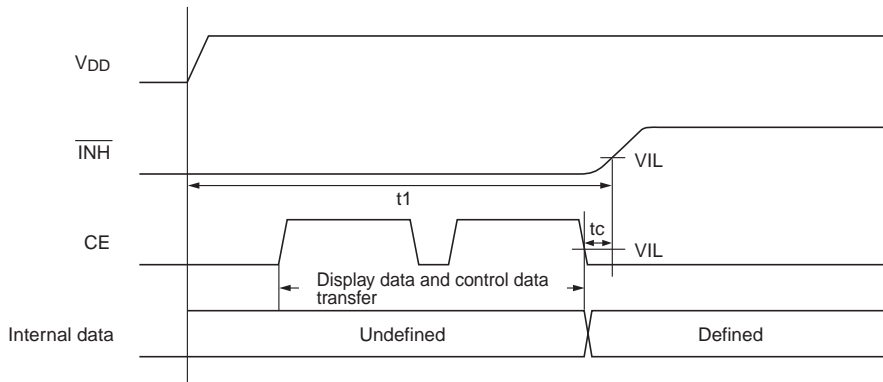 VDD
INH
VIL
t1
CE
tc
VIL
Display data and control data
transfer
Internal data
Undefined
Defined